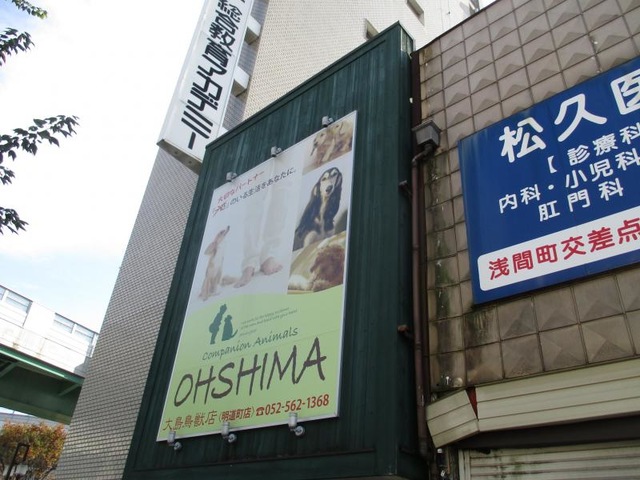 総合教育アカデミー
大切なパートナー
「PET」のいる生活をあなたに。
Companion Animals
OHSHIMA
大島鳥獣店(明道町店)☎052-562-1368
松久医
【診療科
内科・小児科
肛門科
浅間町交差点